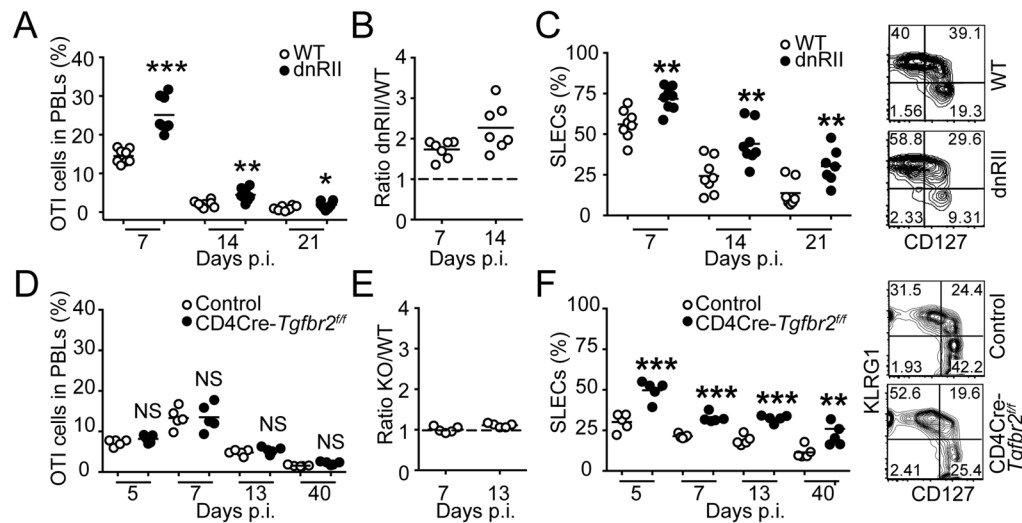 A
OTI cells in PBLs (%)
40
30
20
10
0
WT
dnRII
***
**
*
7
14
21
Days p.i.
B
Ratio dnRII/WT
4
3
2
1
0
7
14
Days p.i.
C
SLECs (%)
100
75
50
25
0
WT
dnRII
**
**
**
7
14
21
Days p.i.
40
39.1
1.56
19.3
WT
58.8
29.6
2.33
9.31
dnRII
CD127
D
OTI cells in PBLs (%)
40
30
20
10
0
Control
CD4Cre-Tgfbr2f/f
NS
NS
NS
NS
5
7
13
40
Days p.i.
E
Ratio KO/WT
4
3
2
1
0
7
13
Days p.i.
F
SLECs (%)
100
75
50
25
0
Control
CD4Cre-Tgfbr2f/f
***
***
***
**
5
7
13
40
Days p.i.
KLRG1
31.5
24.4
1.93
42.2
Control
52.6
19.6
2.41
25.4
CD4Cre-
Tgfbr2f/f
CD127